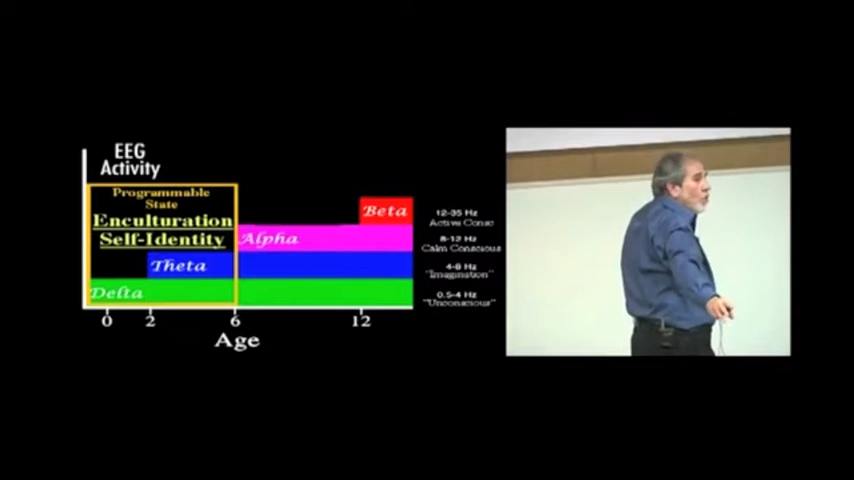 EEG
Activity
Programmable
State
Enculturation
Self-Identity
Beta
Alpha
Theta
Delta
12-35 Hz
Active Consc
8-12 Hz
Calm Conscious
4-8 Hz
"Imagination"
0.5-4 Hz
"Unconscious"
0 2 6 12
Age